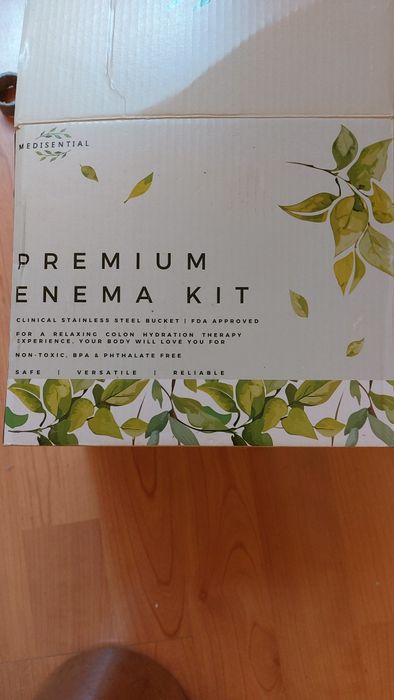 MEDISENTIAL
PREMIUM
ENEMA KIT
CLINICAL STAINLESS STEEL BUCKET | FDA APPROVED
FOR A RELAXING COLON HYDRATION THERAPY
EXPERIENCE, YOUR BODY WILL LOVE YOU FOR
NON-TOXIC, BPA & PHTHALATE FREE
SAFE | VERSATILE | RELIABLE